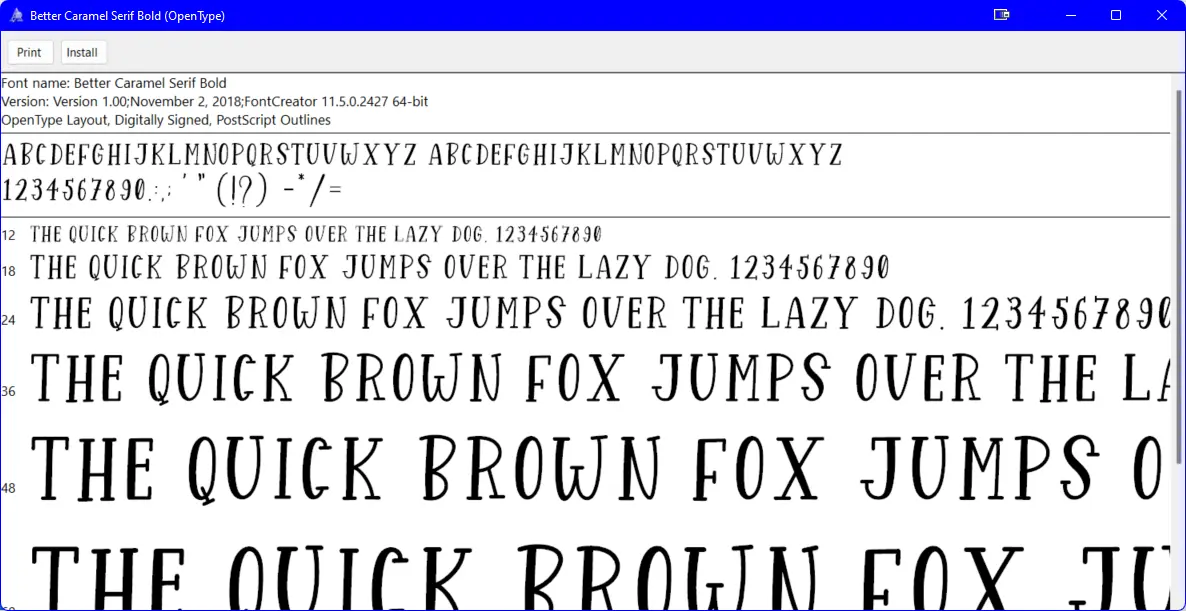 Better Caramel Serif Bold (OpenType)
Print Install
Font name: Better Caramel Serif Bold
Version: Version 1.00;November 2, 2018;FontCreator 11.5.0.2427 64-bit
OpenType Layout, Digitally Signed, PostScript Outlines
ABCDEFGHIJKLMNOPQRSTUVWXYZ ABCDEFGHIJKLMNOPQRSTUVWXYZ
1234567890.:,; ' " (!?) -*/=
12 THE QUICK BROWN FOX JUMPS OVER THE LAZY DOG. 1234567890
18 THE QUICK BROWN FOX JUMPS OVER THE LAZY DOG. 1234567890
24 THE QUICK BROWN FOX JUMPS OVER THE LAZY DOG. 1234567890
36 THE QUICK BROWN FOX JUMPS OVER THE LA
48 THE QUICK BROWN FOX JUMPS O
THE QUICK BROWN FOX JU